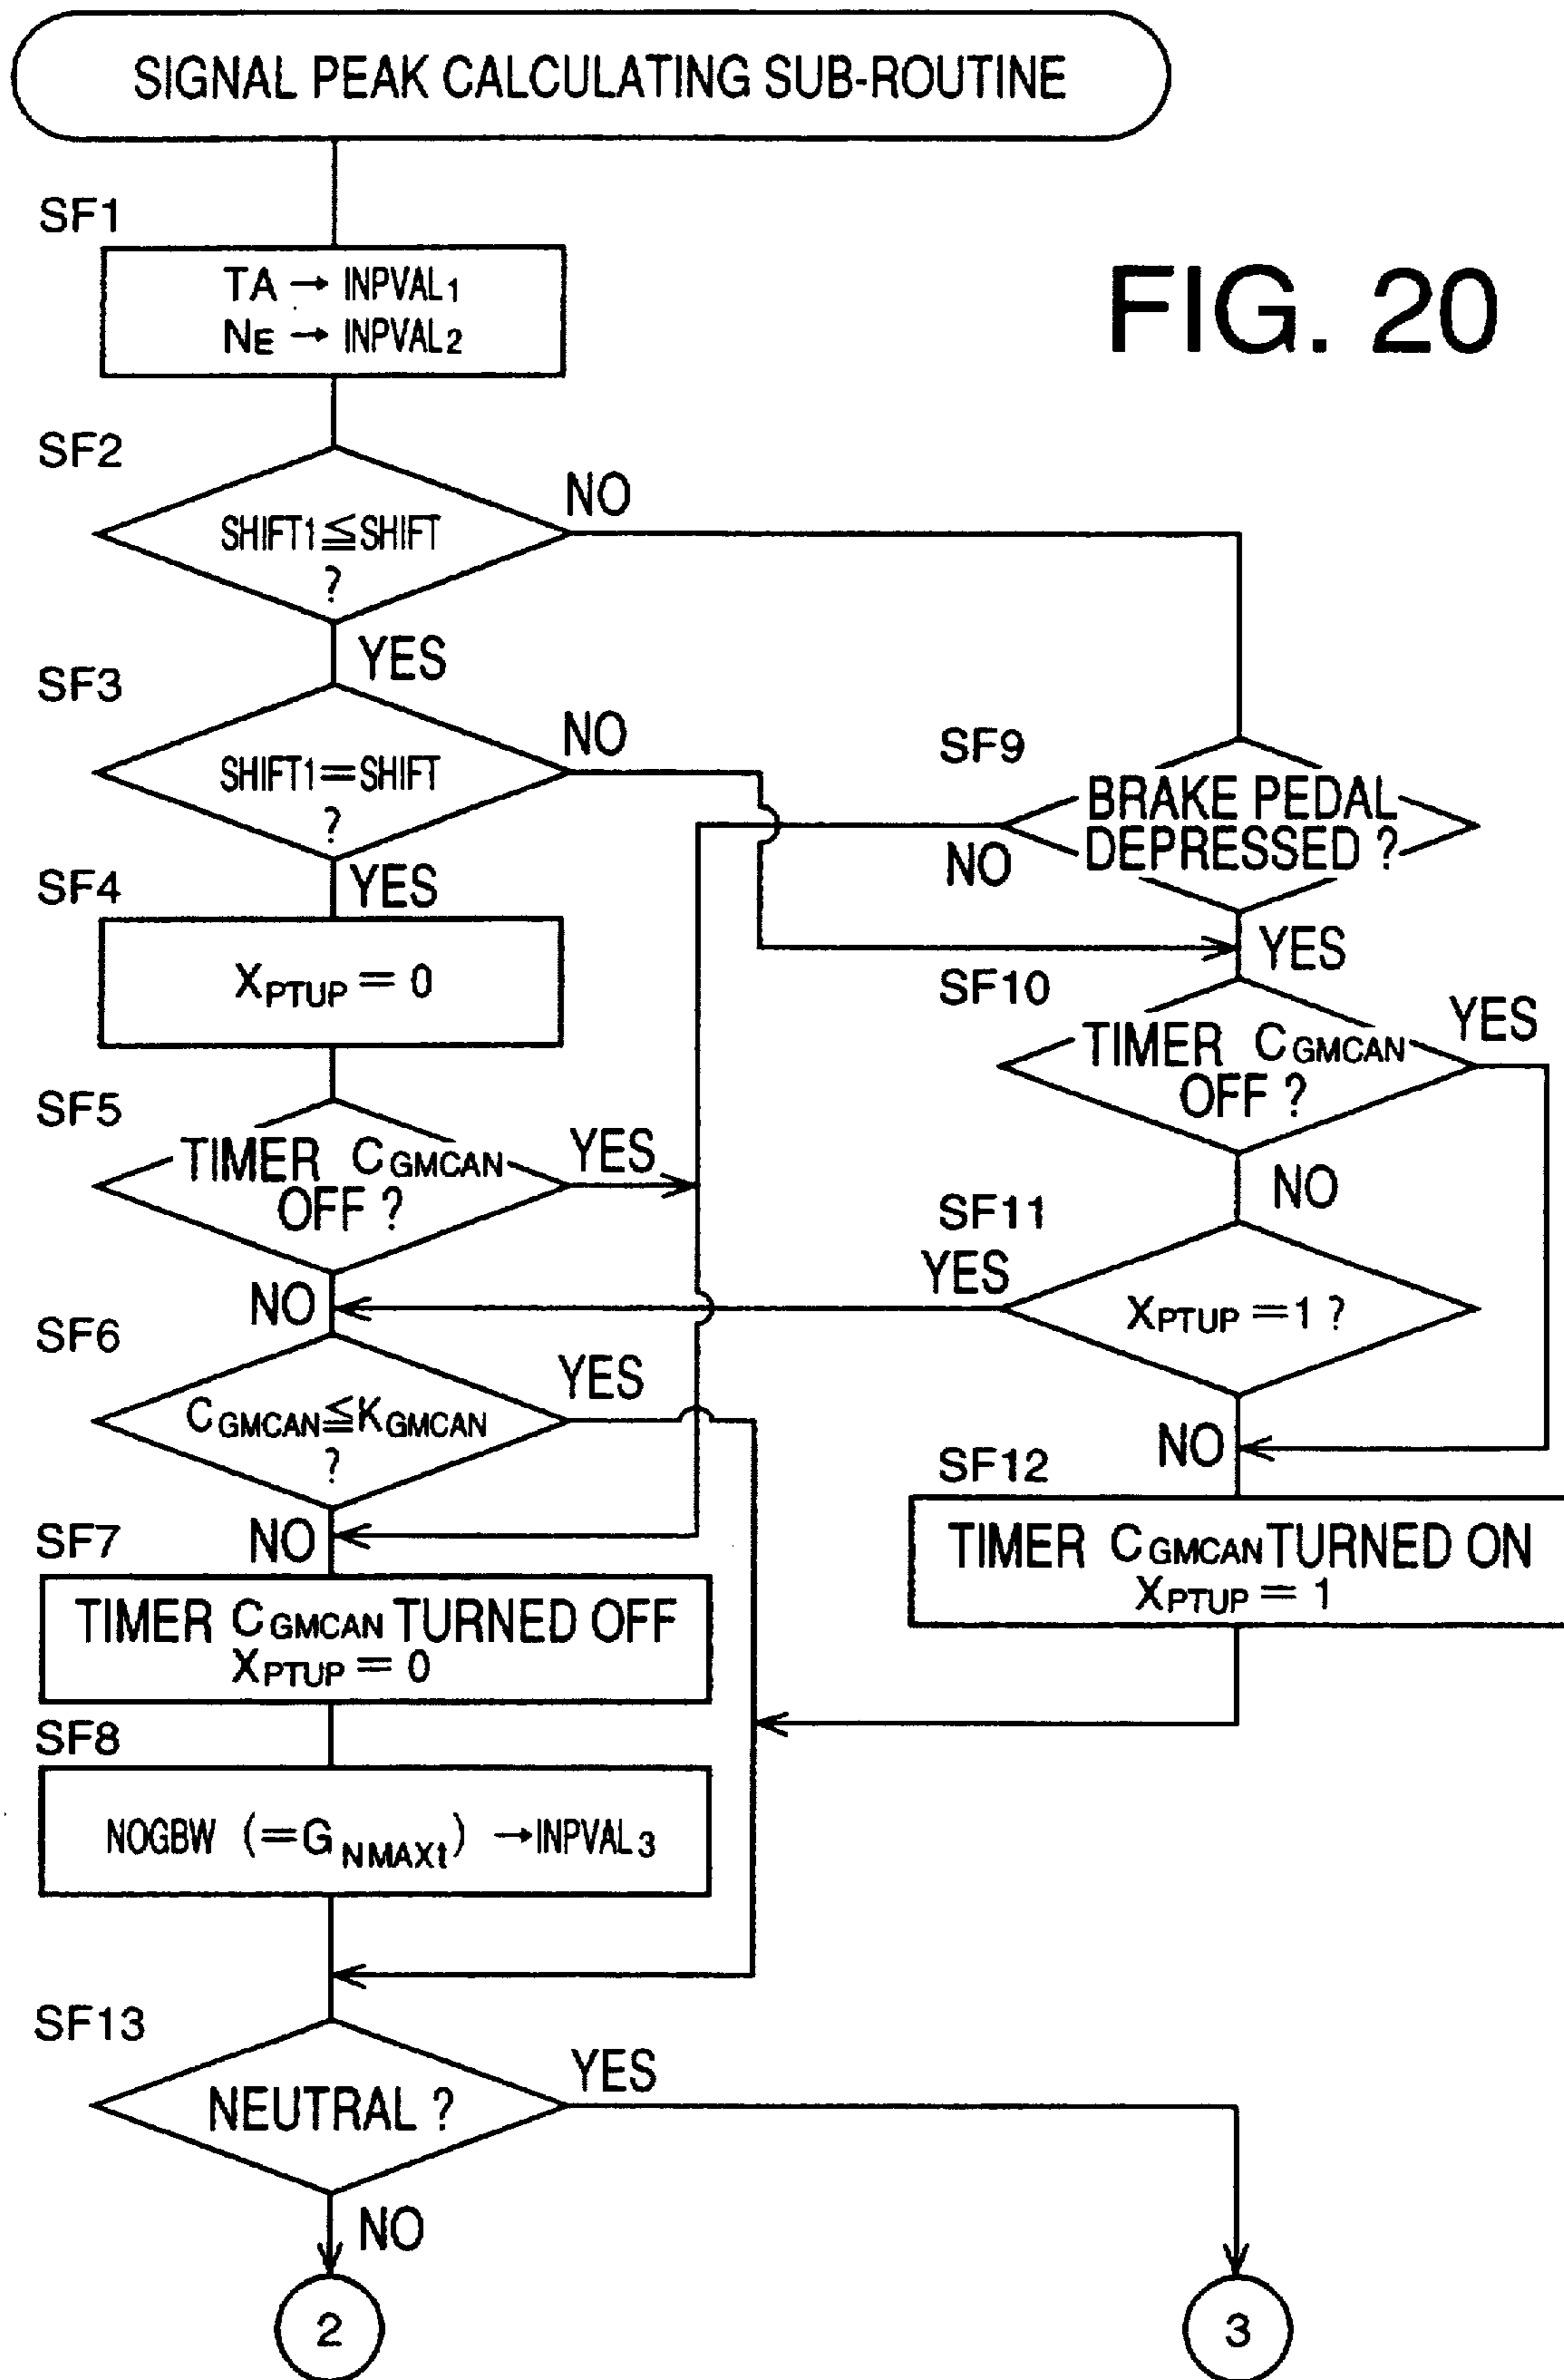 SIGNAL PEAK CALCULATING SUB-ROUTINE
FIG. 20
SF1
TA → INPVAL1
NE → INPVAL2
SF2
SHIFT1≦SHIFT
?
NO
YES
SF3
SHIFT1=SHIFT
?
NO
YES
SF4
XPTUP = 0
SF5
TIMER CGMCAN
OFF ?
YES
NO
SF6
CGMCAN≦KGMCAN
?
YES
NO
SF7
TIMER CGMCAN TURNED OFF
XPTUP = 0
SF8
NOGBW (=GNMAXt) →INPVAL3
SF9
BRAKE PEDAL
DEPRESSED ?
NO
YES
SF10
TIMER CGMCAN
OFF ?
YES
NO
SF11
XPTUP =1 ?
YES
NO
SF12
TIMER CGMCAN TURNED ON
XPTUP = 1
SF13
NEUTRAL ?
YES
NO
2
3